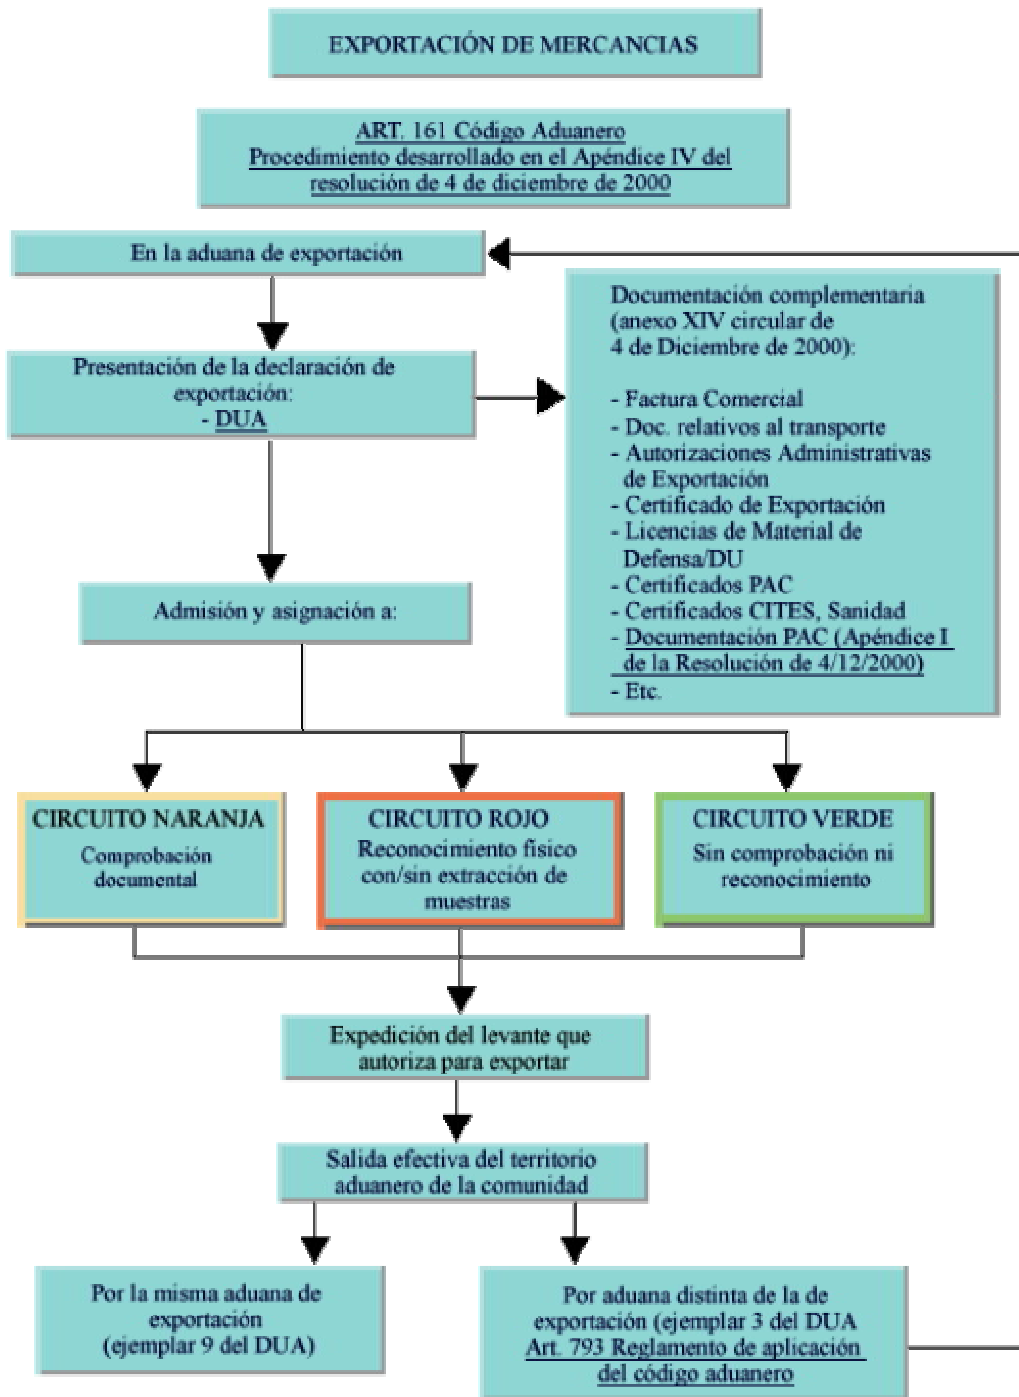 EXPORTACIÓN DE MERCANCIAS
ART. 161 Código Aduanero
Procedimiento desarrollado en el Apéndice IV del
resolución de 4 de diciembre de 2000
En la aduana de exportación
Presentación de la declaración de
exportación:
- DUA
Documentación complementaria
(anexo XIV circular de
4 de Diciembre de 2000):
- Factura Comercial
- Doc. relativos al transporte
- Autorizaciones Administrativas
de Exportación
- Certificado de Exportación
- Licencias de Material de
Defensa/DU
- Certificados PAC
- Certificados CITES, Sanidad
- Documentación PAC (Apéndice I
de la Resolución de 4/12/2000)
- Etc.
Admisión y asignación a:
CIRCUITO NARANJA
Comprobación
documental
CIRCUITO ROJO
Reconocimiento físico
con/sin extracción de
muestras
CIRCUITO VERDE
Sin comprobación ni
reconocimiento
Expedición del levante que
autoriza para exportar
Salida efectiva del territorio
aduanero de la comunidad
Por la misma aduana de
exportación
(ejemplar 9 del DUA)
Por aduana distinta de la de
exportación (ejemplar 3 del DUA
Art. 793 Reglamento de aplicación
del código aduanero